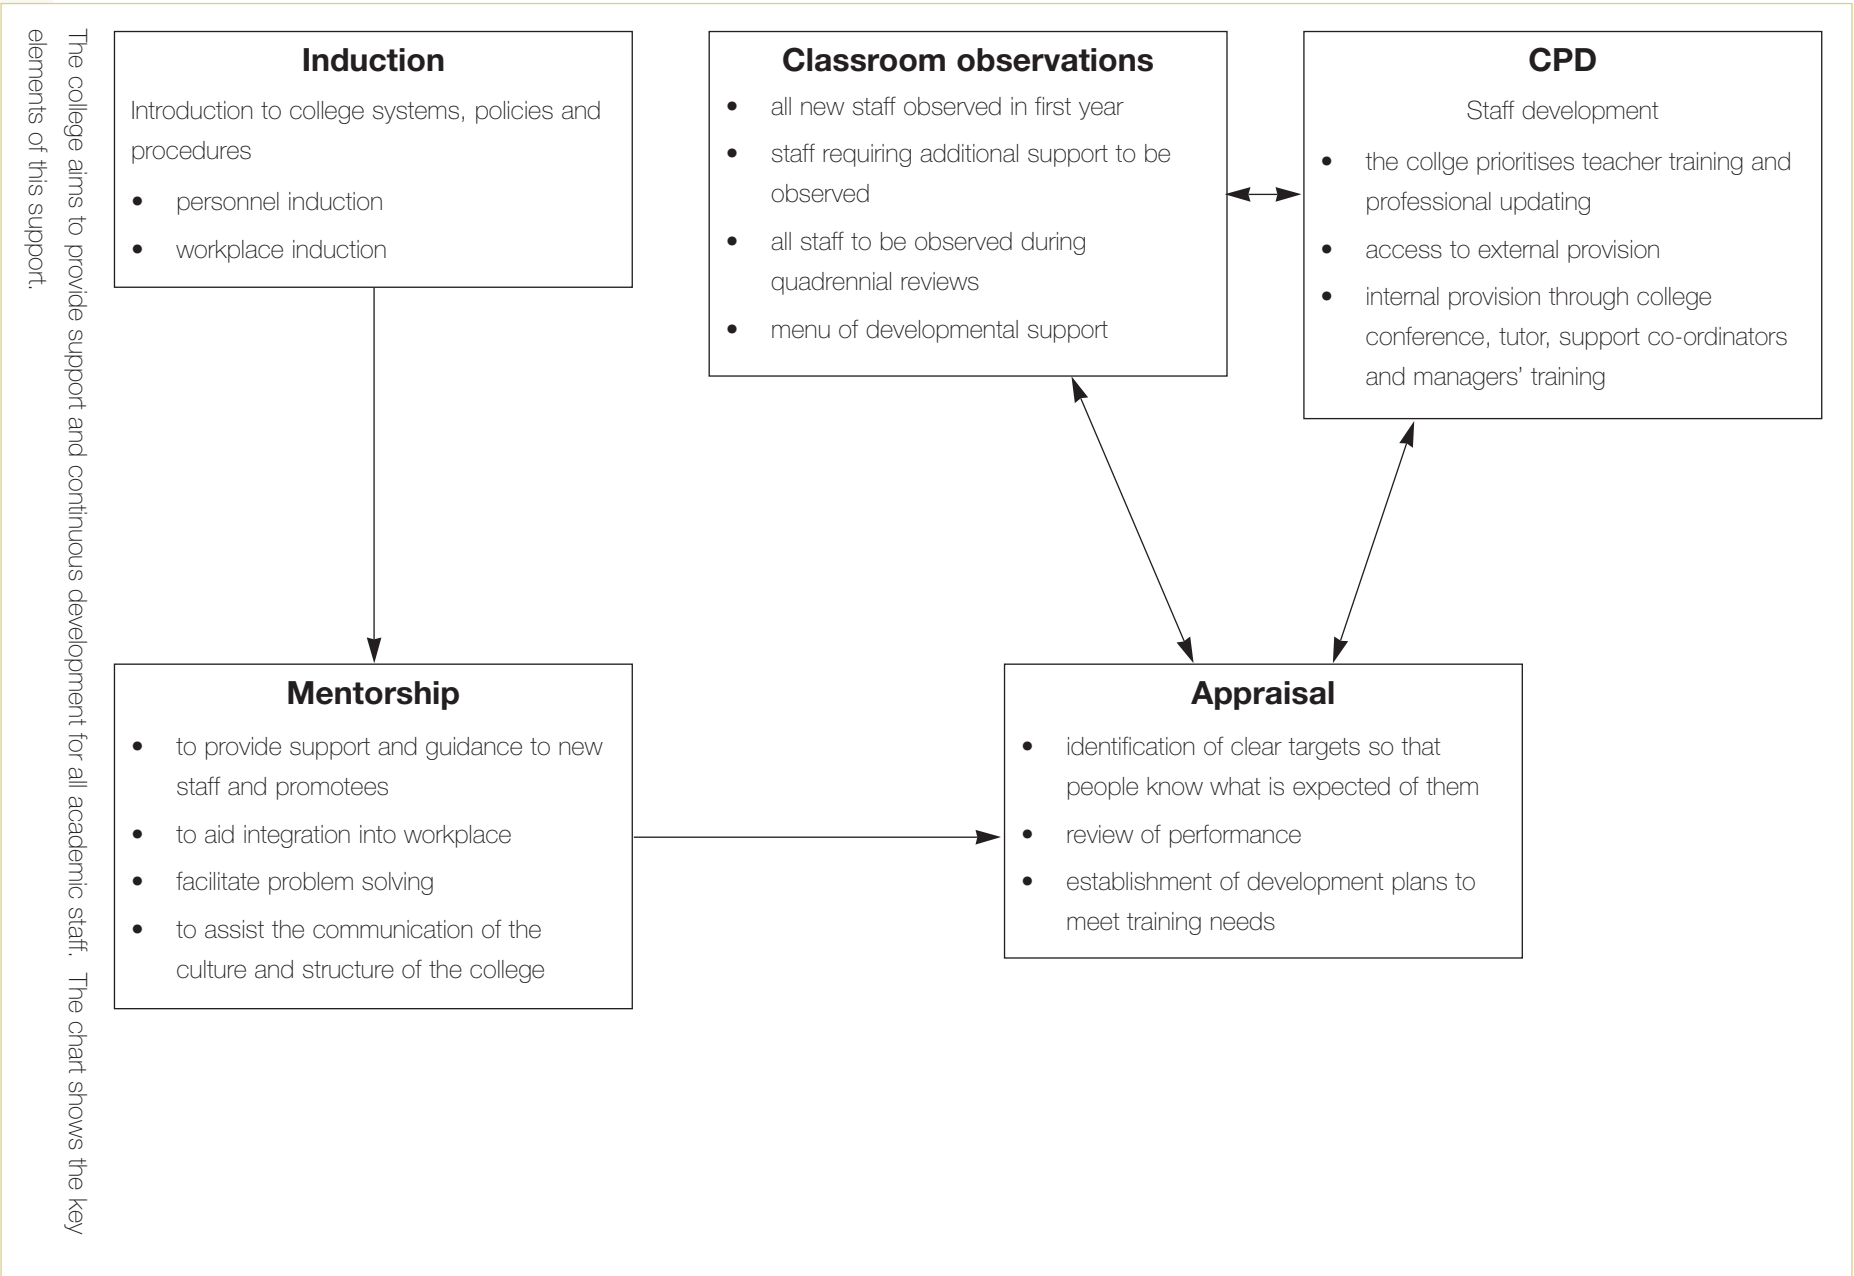 The college aims to provide support and continuous development for all academic staff. The chart shows the key
elements of this support.
Induction
Introduction to college systems, policies and
procedures
• personnel induction
• workplace induction
Classroom observations
• all new staff observed in first year
• staff requiring additional support to be
observed
• all staff to be observed during
quadrennial reviews
• menu of developmental support
CPD
Staff development
• the collge prioritises teacher training and
professional updating
• access to external provision
• internal provision through college
conference, tutor, support co-ordinators
and managers’ training
Mentorship
• to provide support and guidance to new
staff and promotees
• to aid integration into workplace
• facilitate problem solving
• to assist the communication of the
culture and structure of the college
Appraisal
• identification of clear targets so that
people know what is expected of them
• review of performance
• establishment of development plans to
meet training needs